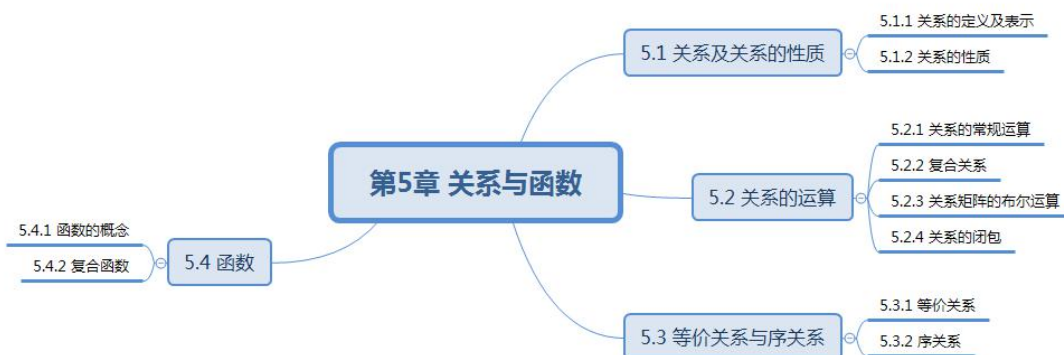 第5章 关系与函数
5.1 关系及关系的性质
5.1.1 关系的定义及表示
5.1.2 关系的性质
5.2 关系的运算
5.2.1 关系的常规运算
5.2.2 复合关系
5.2.3 关系矩阵的布尔运算
5.2.4 关系的闭包
5.3 等价关系与序关系
5.3.1 等价关系
5.3.2 序关系
5.4 函数
5.4.1 函数的概念
5.4.2 复合函数